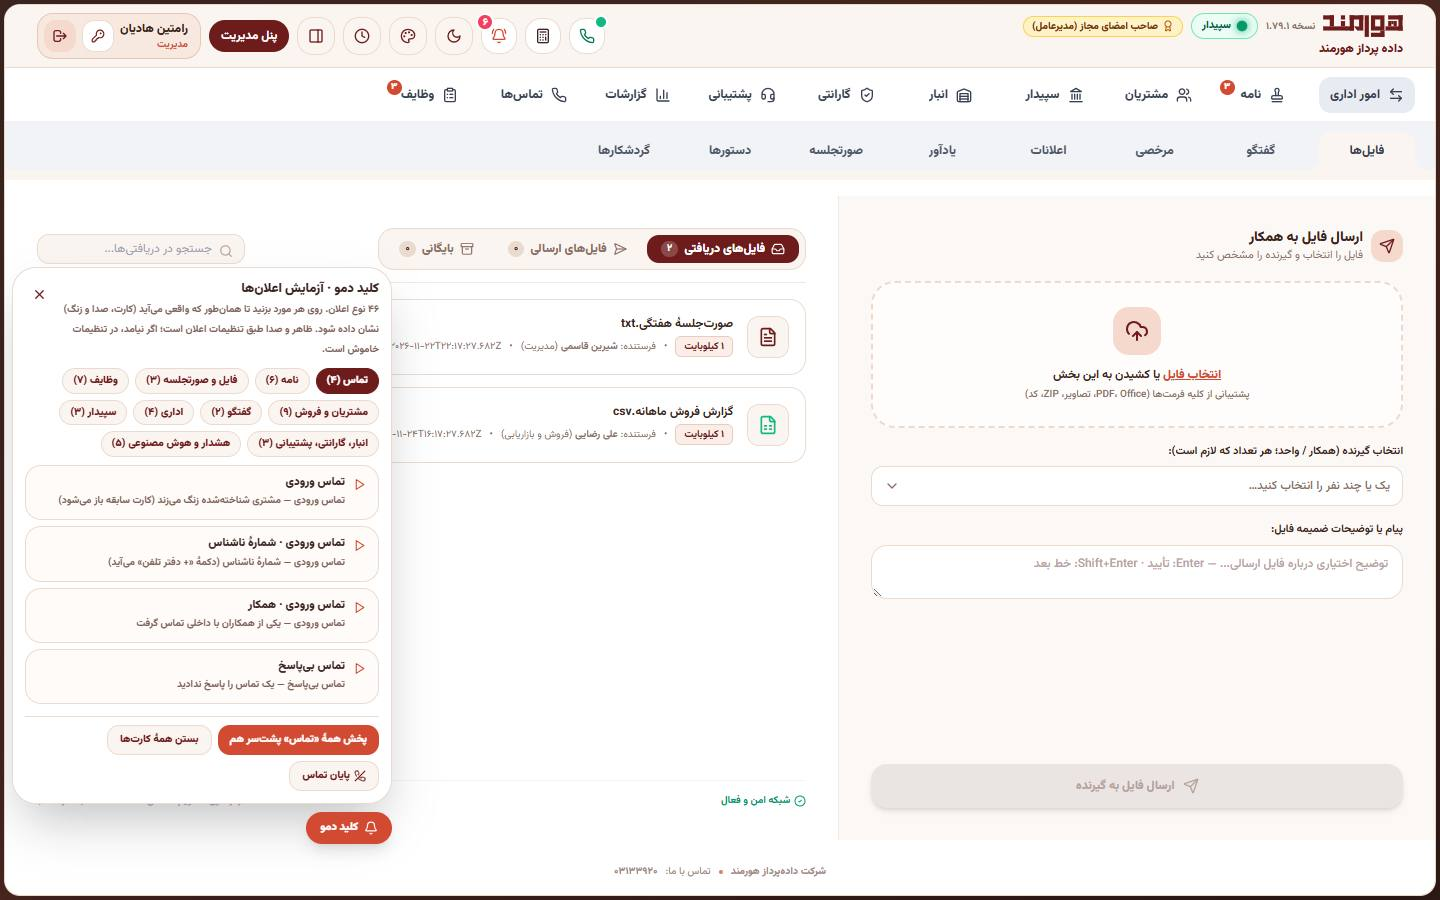 هورمند
داده پرداز هورمند
نسخه ۱.۷۹.۱
سپیدار
صاحب امضای مجاز (مدیرعامل)
۶
پنل مدیریت
رامتین هادیان
مدیریت
امور اداری
نامه
۳
مشتریان
سپیدار
انبار
گارانتی
پشتیبانی
گزارشات
تماس‌ها
وظایف
۳
فایل‌ها
گفتگو
مرخصی
اعلانات
یادآور
صورتجلسه
دستورها
گردشکارها
ارسال فایل به همکار
فایل را انتخاب و گیرنده را مشخص کنید
انتخاب فایل یا کشیدن به این بخش
پشتیبانی از کلیه فرمت‌ها (PDF، Office، تصاویر، ZIP، کد)
انتخاب گیرنده (همکار / واحد؛ هر تعداد که لازم است):
یک یا چند نفر را انتخاب کنید...
پیام یا توضیحات ضمیمه فایل:
توضیح اختیاری درباره فایل ارسالی... — Enter: تأیید · Shift+Enter: خط بعد
ارسال فایل به گیرنده
فایل‌های دریافتی ۲
فایل‌های ارسالی ۰
بایگانی ۰
جستجو در دریافتی‌ها...
صورت‌جلسهٔ هفتگی.txt
۱ کیلوبایت • فرستنده: شیرین قاسمی (مدیریت) • ۲۰۲۶-۱۱-۲۲T۲۲:۱۷:۲۷.۶۸۲Z
گزارش فروش ماهانه.csv
۱ کیلوبایت • فرستنده: علی رضایی (فروش و بازاریابی) • -۱۱-۲۴T۱۶:۱۷:۲۷.۶۸۲Z
شبکه امن و فعال
کلید دمو · آزمایش اعلان‌ها
۴۶ نوع اعلان. روی هر مورد بزنید تا همان‌طور که واقعی می‌آید (کارت، صدا و زنگ)
نشان داده شود. ظاهر و صدا طبق تنظیمات اعلان است؛ اگر نیامد، در تنظیمات
خاموش است.
تماس (۴)
نامه (۶)
فایل و صورتجلسه (۳)
وظایف (۷)
مشتریان و فروش (۹)
گفتگو (۲)
اداری (۴)
سپیدار (۳)
انبار، گارانتی، پشتیبانی (۳)
هشدار و هوش مصنوعی (۵)
تماس ورودی
تماس ورودی — مشتری شناخته‌شده زنگ می‌زند (کارت سابقه باز می‌شود)
تماس ورودی · شمارهٔ ناشناس
تماس ورودی — شمارهٔ ناشناس (دکمهٔ «+ دفتر تلفن» می‌آید)
تماس ورودی · همکار
تماس ورودی — یکی از همکاران با داخلی تماس گرفت
تماس بی‌پاسخ
تماس بی‌پاسخ — یک تماس را پاسخ ندادید
پخش همهٔ «تماس» پشت‌سر هم
بستن همهٔ کارت‌ها
پایان تماس
کلید دمو
شرکت داده‌پرداز هورمند • تماس با ما: ۰۳۱۳۳۹۲۰